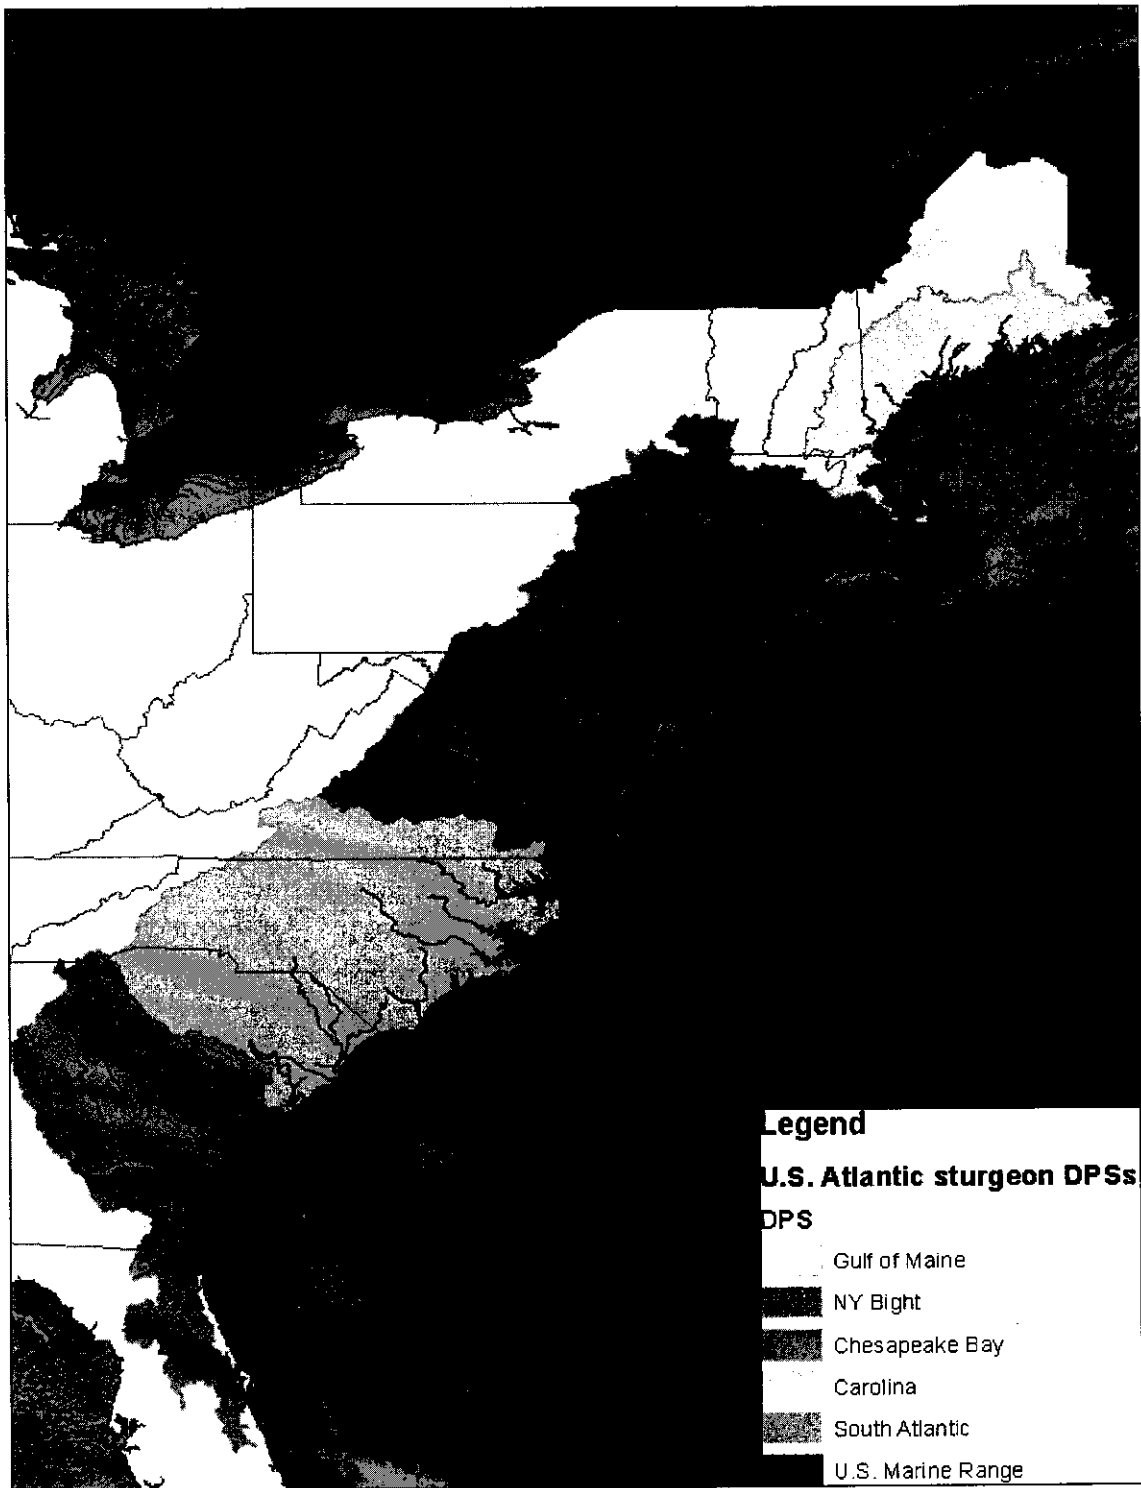 Legend
U.S. Atlantic sturgeon DPSs
DPS
Gulf of Maine
NY Bight
Chesapeake Bay
Carolina
South Atlantic
U.S. Marine Range